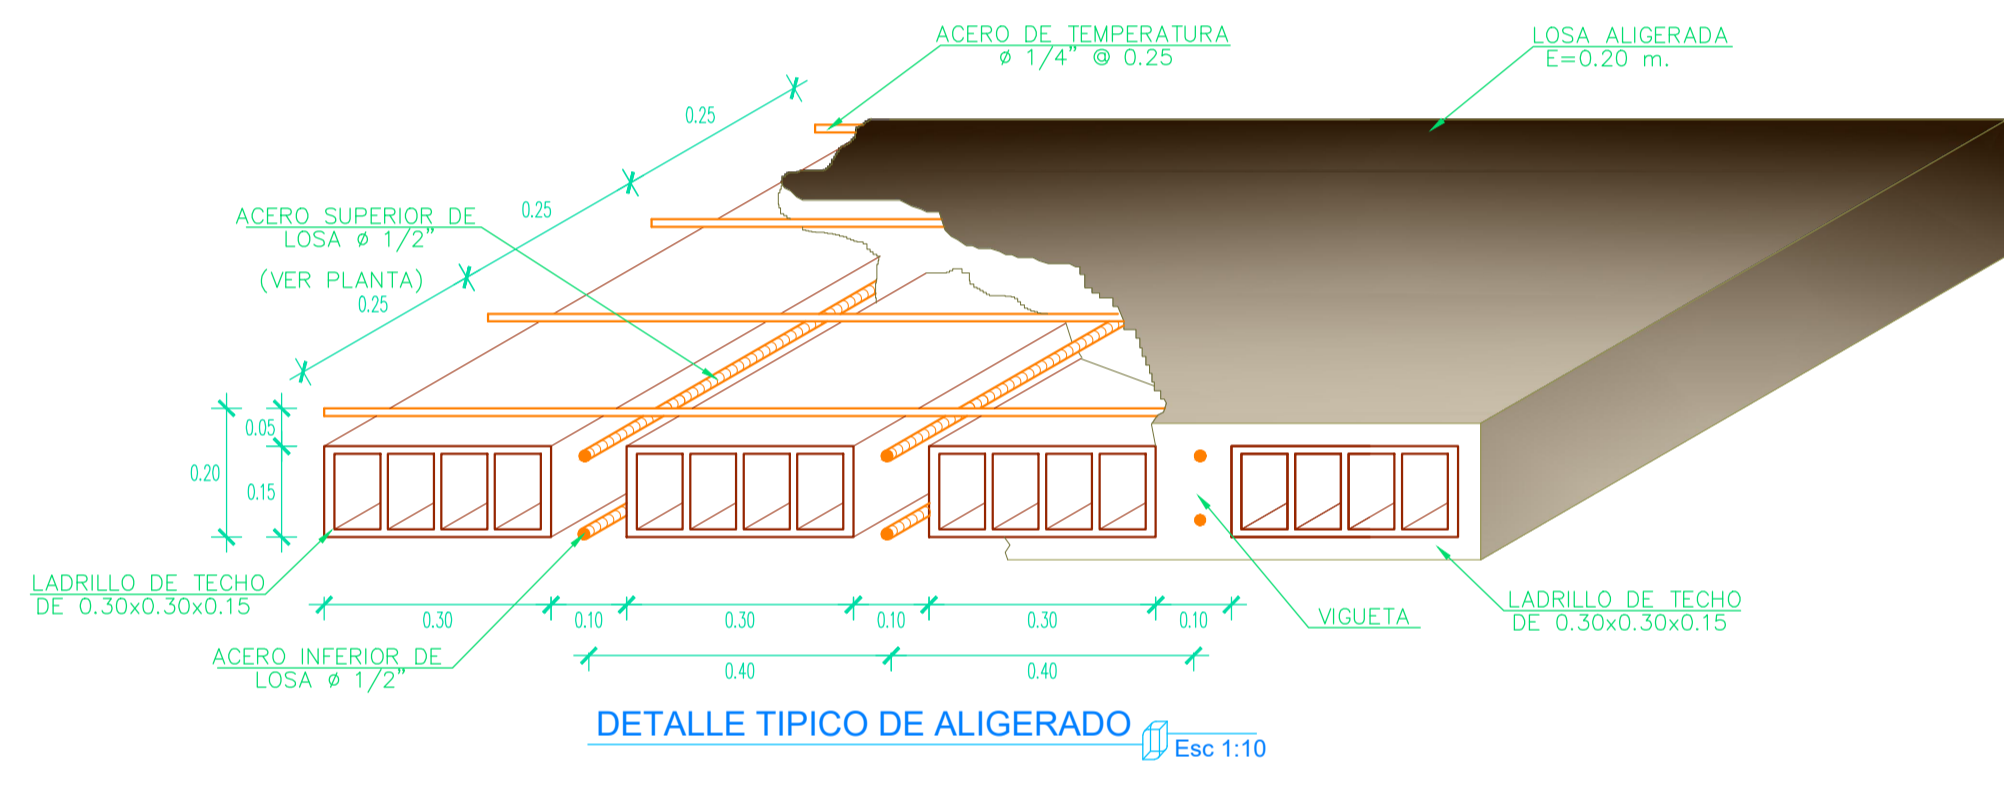 ACERO DE TEMPERATURA
ø 1/4" @ 0.25
LOSA ALIGERADA
E=0.20 m.
0.25
0.25
0.25
ACERO SUPERIOR DE
LOSA ø 1/2"
(VER PLANTA)
0.05
0.20
0.15
LADRILLO DE TECHO
DE 0.30x0.30x0.15
0.30
0.10
0.30
0.10
0.30
0.10
VIGUETA
LADRILLO DE TECHO
DE 0.30x0.30x0.15
ACERO INFERIOR DE
LOSA ø 1/2"
0.40
0.40
DETALLE TIPICO DE ALIGERADO
Esc 1:10